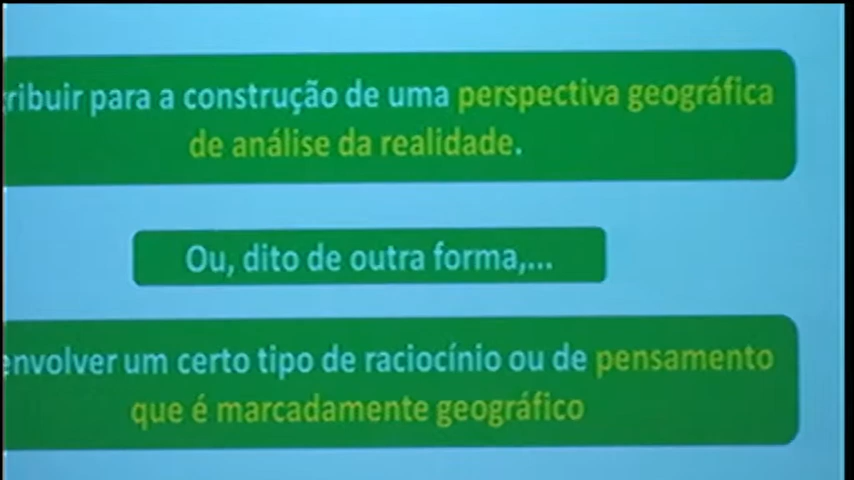 ribuir para a construção de uma perspectiva geográfica
de análise da realidade.
Ou, dito de outra forma,...
envolver um certo tipo de raciocínio ou de pensamento
que é marcadamente geográfico